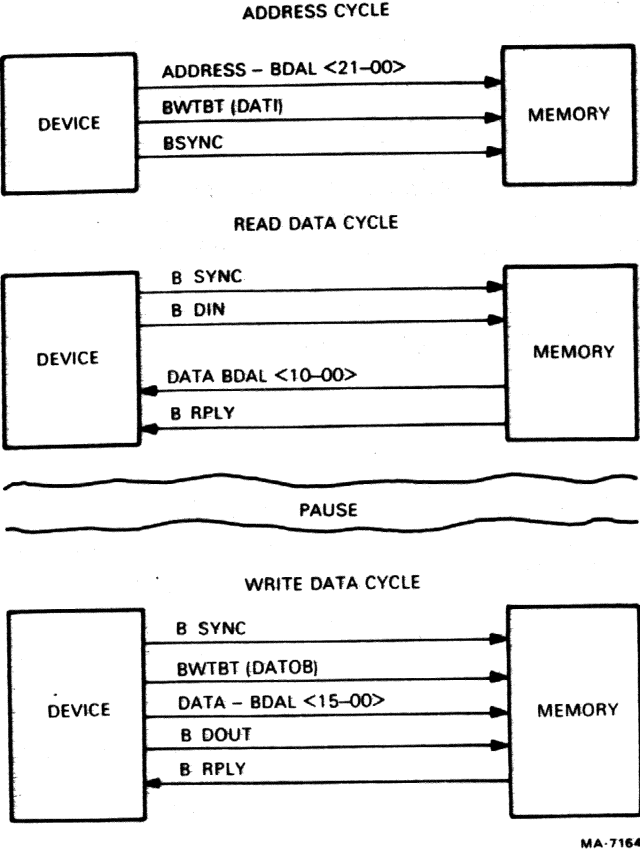 ADDRESS CYCLE
ADDRESS – BDAL <21–00>
BWTBT (DATI)
BSYNC
DEVICE
MEMORY
READ DATA CYCLE
B SYNC
B DIN
DATA BDAL <10–00>
B RPLY
DEVICE
MEMORY
PAUSE
WRITE DATA CYCLE
B SYNC
BWTBT (DATOB)
DATA – BDAL <15–00>
B DOUT
B RPLY
DEVICE
MEMORY
MA-7164